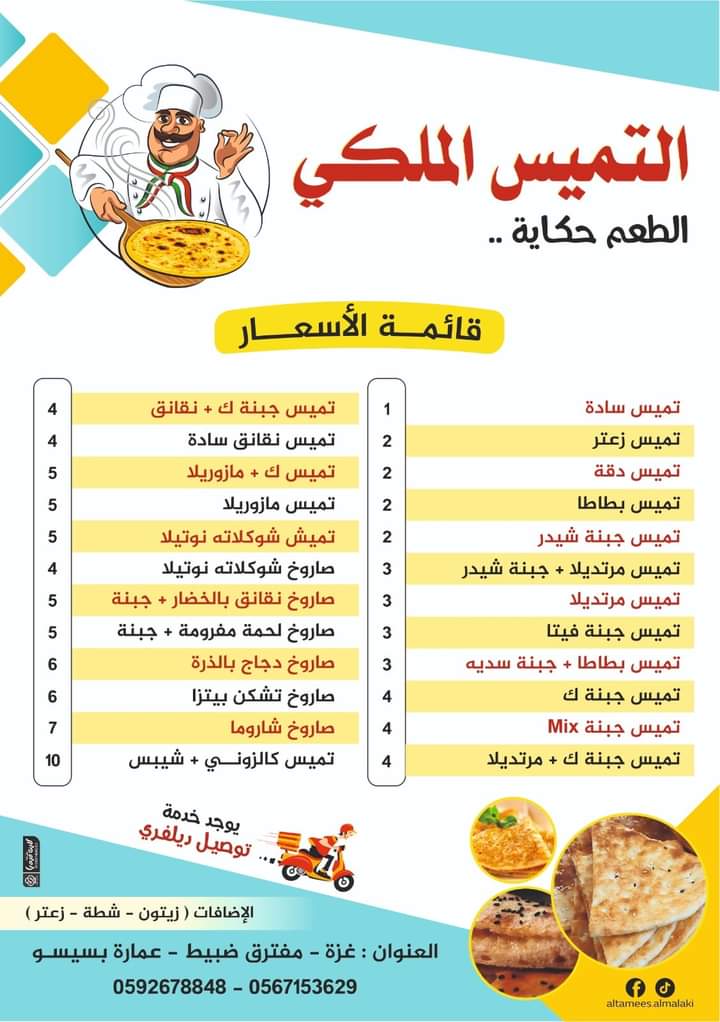 التميس الملكي
الطعم حكاية ..
قائمة الأسعار
تميس سادة 1
تميس زعتر 2
تميس دقة 2
تميس بطاطا 2
تميس جبنة شيدر 2
تميس مرتديلا + جبنة شيدر 3
تميس مرتديلا 3
تميس جبنة فيتا 3
تميس بطاطا + جبنة سديه 3
تميس جبنة ك 4
تميس جبنة Mix 4
تميس جبنة ك + مرتديلا 4
تميس جبنة ك + نقانق 4
تميس نقانق سادة 4
تميس ك + مازوريلا 5
تميس مازوريلا 5
تميش شوكلاته نوتيلا 5
صاروخ شوكلاته نوتيلا 4
صاروخ نقانق بالخضار + جبنة 5
صاروخ لحمة مفرومة + جبنة 5
صاروخ دجاج بالذرة 6
صاروخ تشكن بيتزا 6
صاروخ شاروما 7
تميس كالزوني + شيبس 10
يوجد خدمة
توصيل ديلفري ...
الإضافات ( زيتون - شطة - زعتر )
العنوان : غزة - مفترق ضبيط - عمارة بسيسو
0592678848 - 0567153629
altamees.almalaki